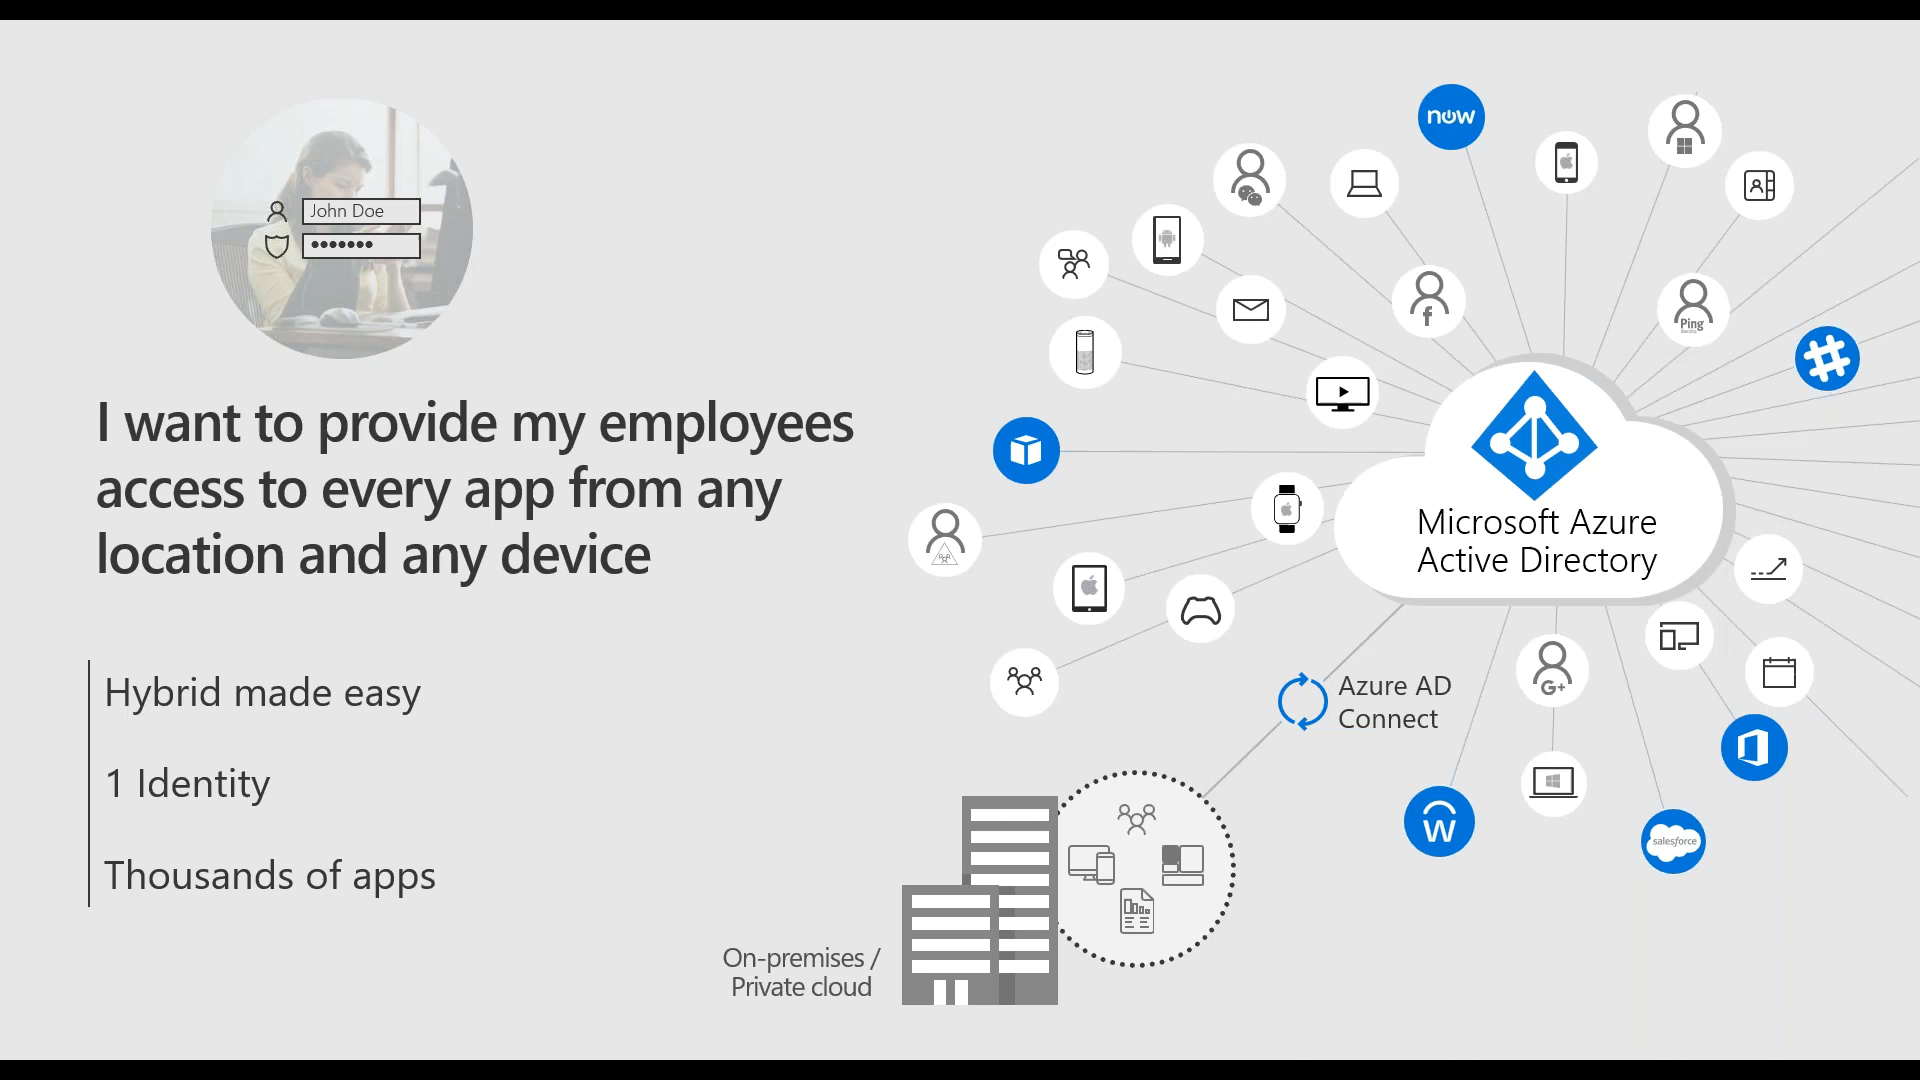 John Doe
•••••••
I want to provide my employees
access to every app from any
location and any device
Hybrid made easy
1 Identity
Thousands of apps
now
f
Ping
Microsoft Azure
Active Directory
G+
Azure AD
Connect
W
salesforce
On-premises /
Private cloud